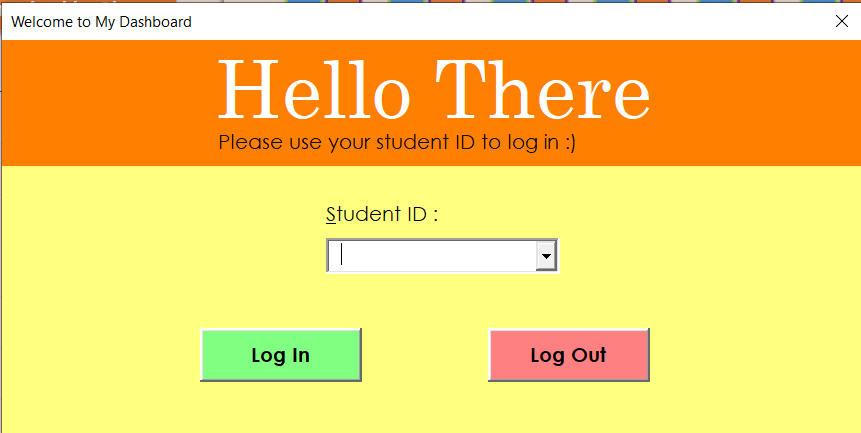 Welcome to My Dashboard
Hello There
Please use your student ID to log in :)
Student ID :
Log In
Log Out